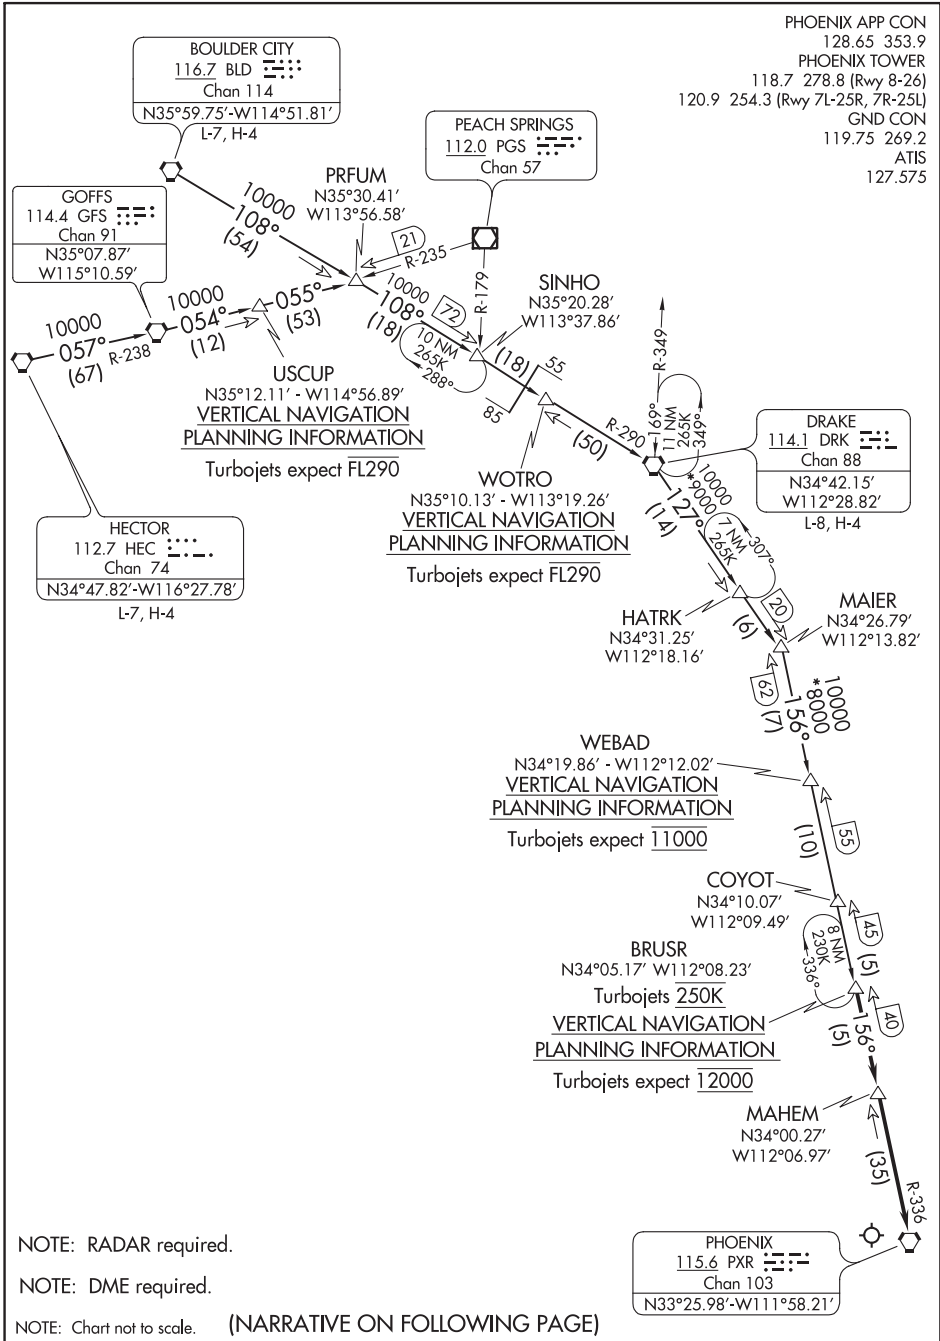 PHOENIX APP CON
128.65 353.9
PHOENIX TOWER
118.7 278.8 (Rwy 8-26)
120.9 254.3 (Rwy 7L-25R, 7R-25L)
GND CON
119.75 269.2
ATIS
127.575
BOULDER CITY
116.7 BLD
Chan 114
N35°59.75′-W114°51.81′
L-7, H-4
PEACH SPRINGS
112.0 PGS
Chan 57
GOFFS
114.4 GFS
Chan 91
N35°07.87′
W115°10.59′
PRFUM
N35°30.41′
W113°56.58′
10000
108°
(54)
21
R-235
R-179
10000
057°
(67)
R-238
10000
054°
(12)
055°
(53)
10000
108°
(18)
72
10 NM
265K
288°
SINHO
N35°20.28′
W113°37.86′
(18)
55
85
USCUP
N35°12.11′ - W114°56.89′
VERTICAL NAVIGATION
PLANNING INFORMATION
Turbojets expect FL290
R-349
169°
11 NM
265K
349°
R-290
(50)
WOTRO
N35°10.13′ - W113°19.26′
VERTICAL NAVIGATION
PLANNING INFORMATION
Turbojets expect FL290
DRAKE
114.1 DRK
Chan 88
N34°42.15′
W112°28.82′
L-8, H-4
HECTOR
112.7 HEC
Chan 74
N34°47.82′-W116°27.78′
L-7, H-4
10000
*9000
127°
(14)
7 NM
265K
307°
HATRK
N34°31.25′
W112°18.16′
(6)
20
MAIER
N34°26.79′
W112°13.82′
62
10000
*8000
156°
(7)
WEBAD
N34°19.86′ - W112°12.02′
VERTICAL NAVIGATION
PLANNING INFORMATION
Turbojets expect 11000
55
(10)
COYOT
N34°10.07′
W112°09.49′
45
(5)
8 NM
230K
336°
BRUSR
N34°05.17′ W112°08.23′
Turbojets 250K
VERTICAL NAVIGATION
PLANNING INFORMATION
Turbojets expect 12000
40
156°
(5)
MAHEM
N34°00.27′
W112°06.97′
(35)
R-336
PHOENIX
115.6 PXR
Chan 103
N33°25.98′-W111°58.21′
NOTE: RADAR required.
NOTE: DME required.
NOTE: Chart not to scale.
(NARRATIVE ON FOLLOWING PAGE)